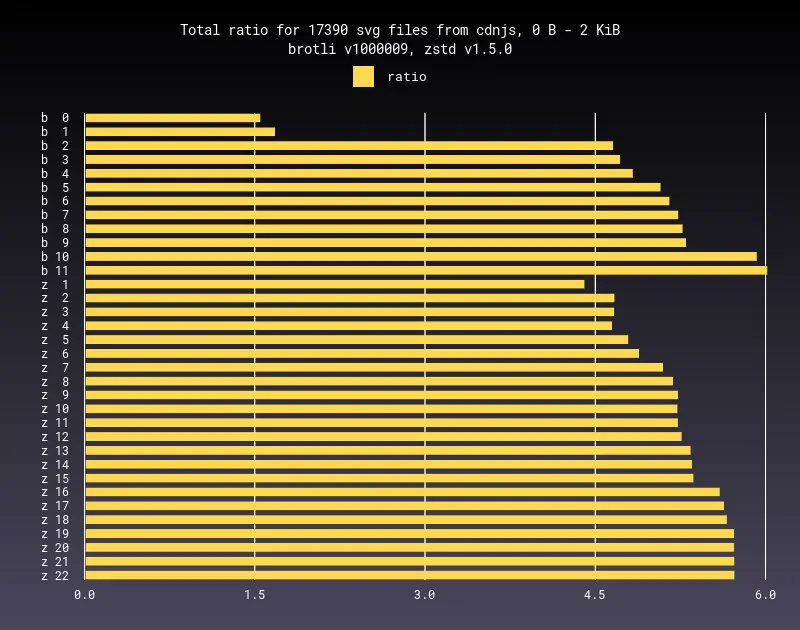 Total ratio for 17390 svg files from cdnjs, 0 B - 2 KiB
brotli v1000009, zstd v1.5.0
ratio
b 0
b 1
b 2
b 3
b 4
b 5
b 6
b 7
b 8
b 9
b 10
b 11
z 1
z 2
z 3
z 4
z 5
z 6
z 7
z 8
z 9
z 10
z 11
z 12
z 13
z 14
z 15
z 16
z 17
z 18
z 19
z 20
z 21
z 22
0.0 1.5 3.0 4.5 6.0